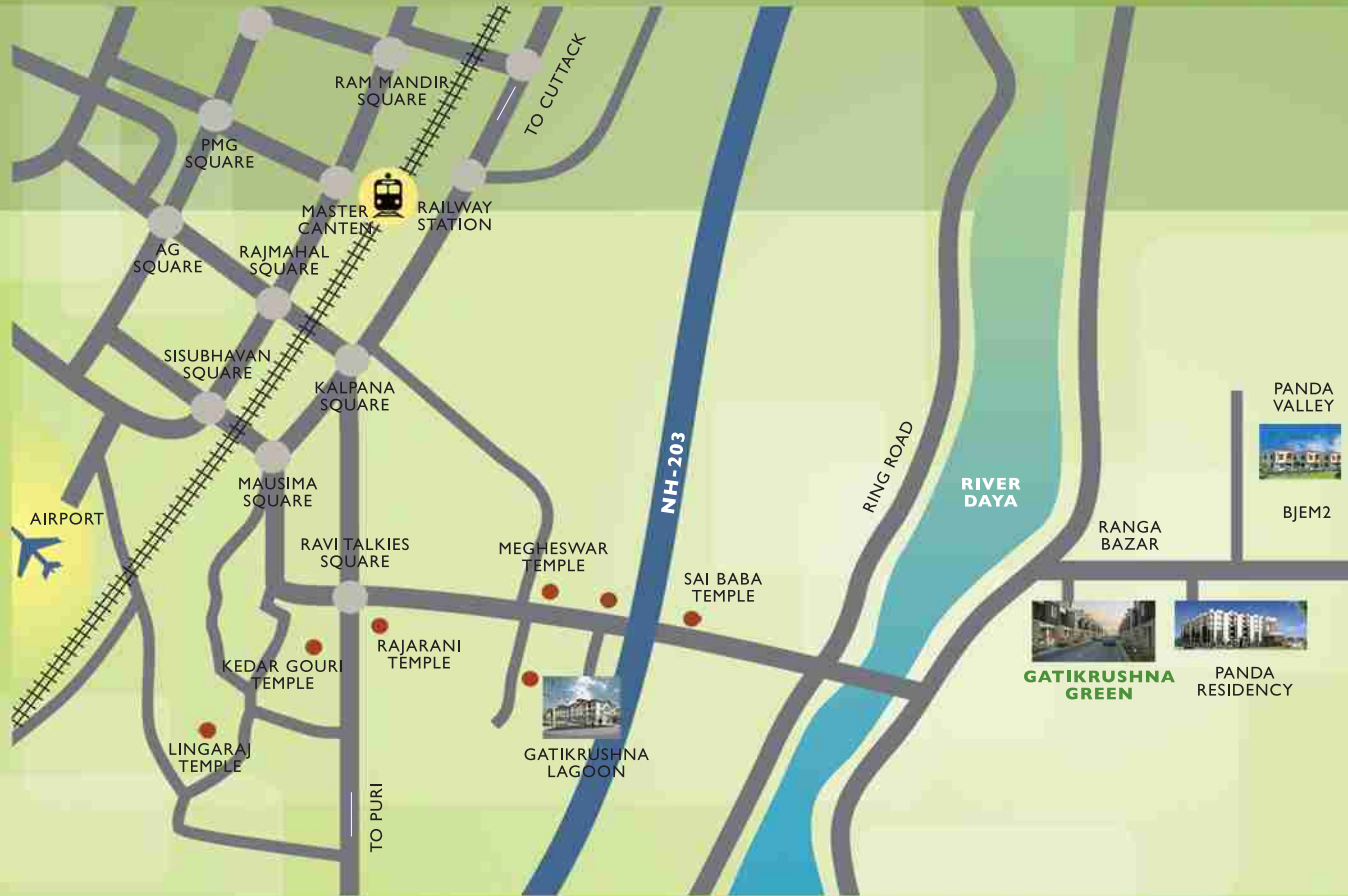 RAM MANDIR
SQUARE
TO CUTTACK
PMG
SQUARE
MASTER
CANTEN
RAILWAY
STATION
AG
SQUARE
RAJMAHAL
SQUARE
SISUBHAVAN
SQUARE
KALPANA
SQUARE
PANDA
VALLEY
NH-203
RING ROAD
RIVER
DAYA
MAUSIMA
SQUARE
BJEM2
AIRPORT
RANGA
BAZAR
RAVI TALKIES
SQUARE
MEGHESWAR
TEMPLE
SAI BABA
TEMPLE
RAJARANI
TEMPLE
KEDAR GOURI
TEMPLE
GATIKRUSHNA
GREEN
PANDA
RESIDENCY
LINGARAJ
TEMPLE
GATIKRUSHNA
LAGOON
TO PURI